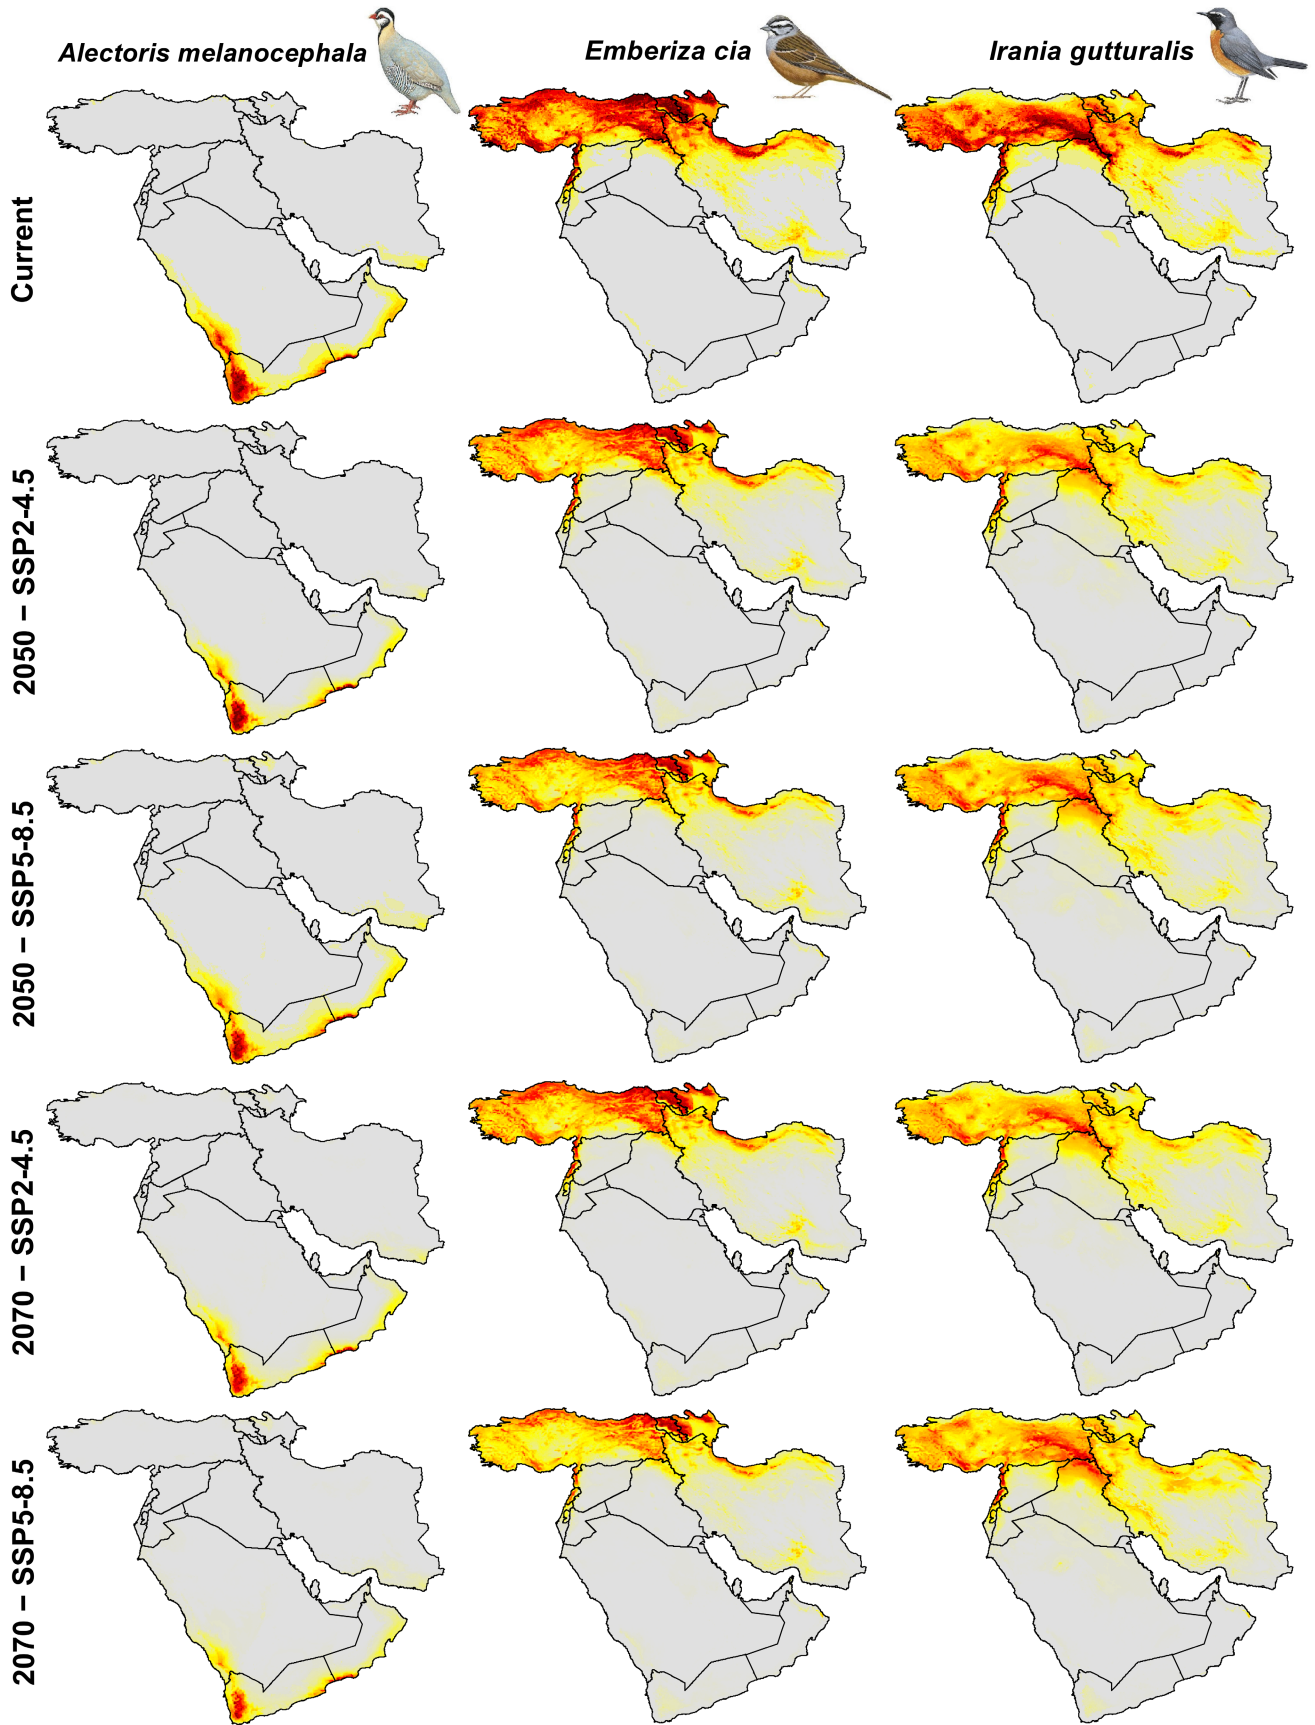 Alectoris melanocephala
Emberiza cia
Irania gutturalis
Current
2050 – SSP2-4.5
2050 – SSP5-8.5
2070 – SSP2-4.5
2070 – SSP5-8.5